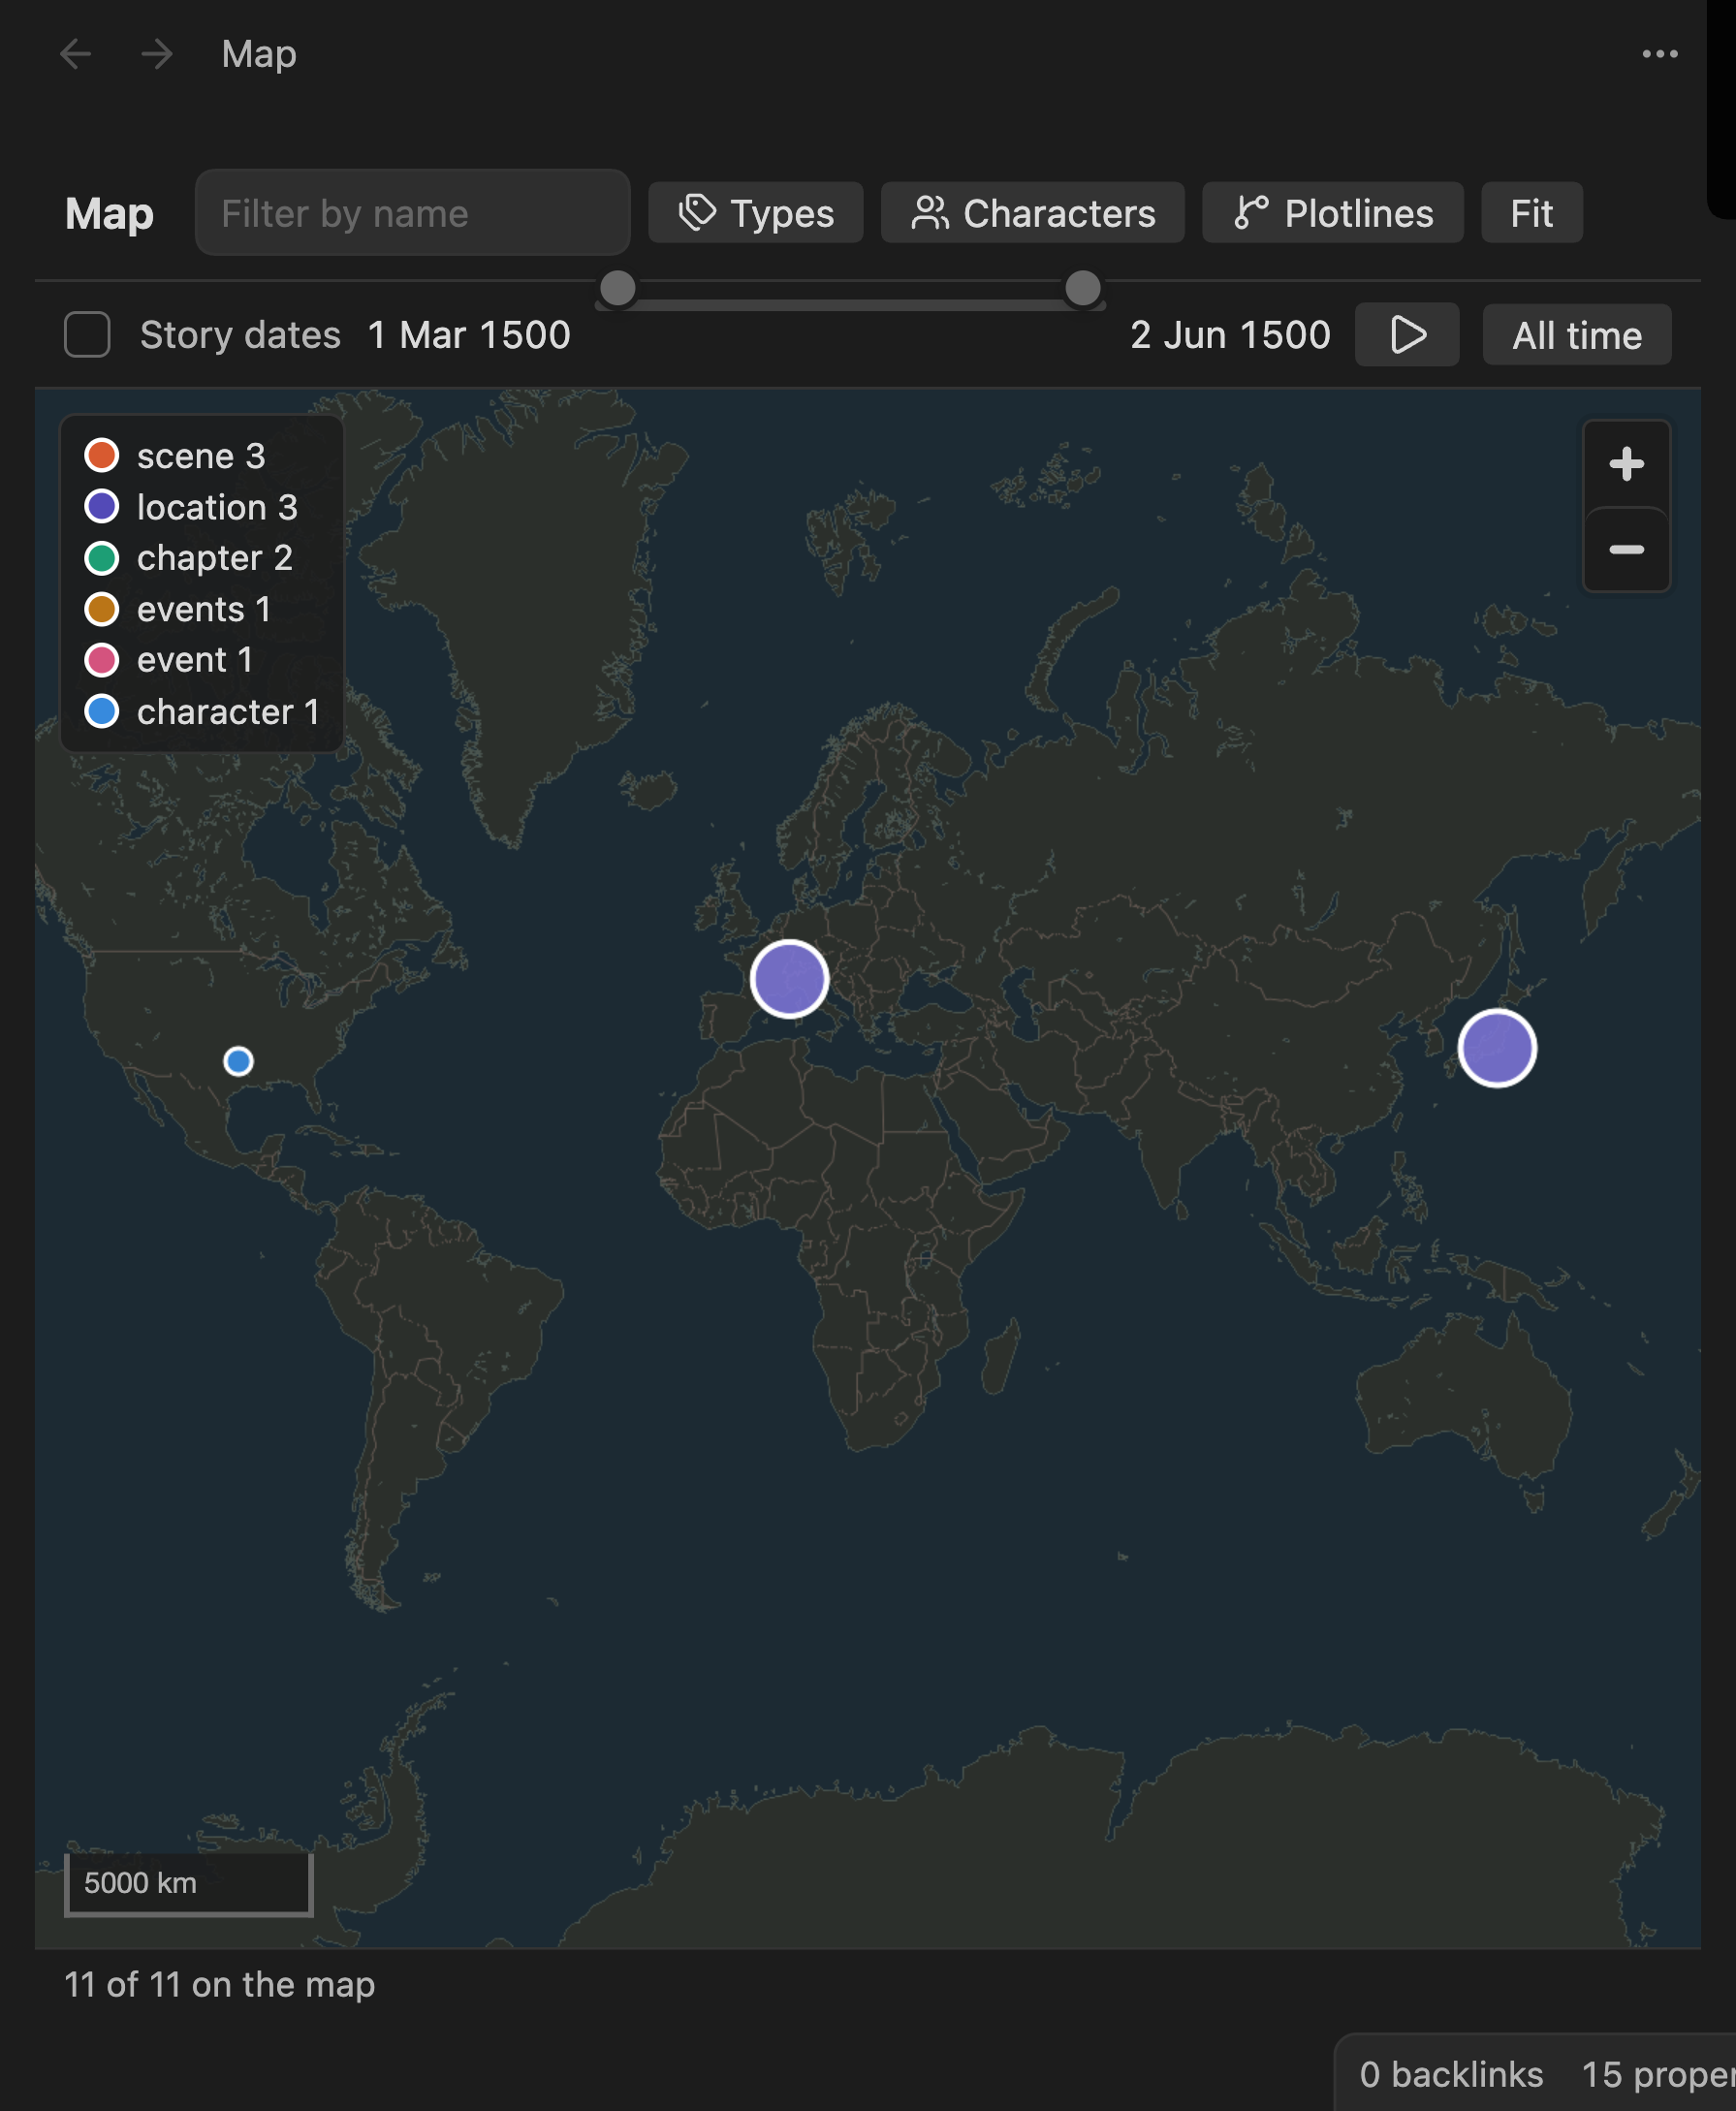 Map
Map
Filter by name
Types
Characters
Plotlines
Fit
Story dates
1 Mar 1500
2 Jun 1500
All time
scene 3
location 3
chapter 2
events 1
event 1
character 1
5000 km
11 of 11 on the map
0 backlinks
15 proper